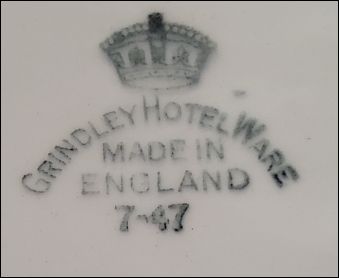 GRINDLEY HOTEL WARE
MADE IN
ENGLAND
7-47